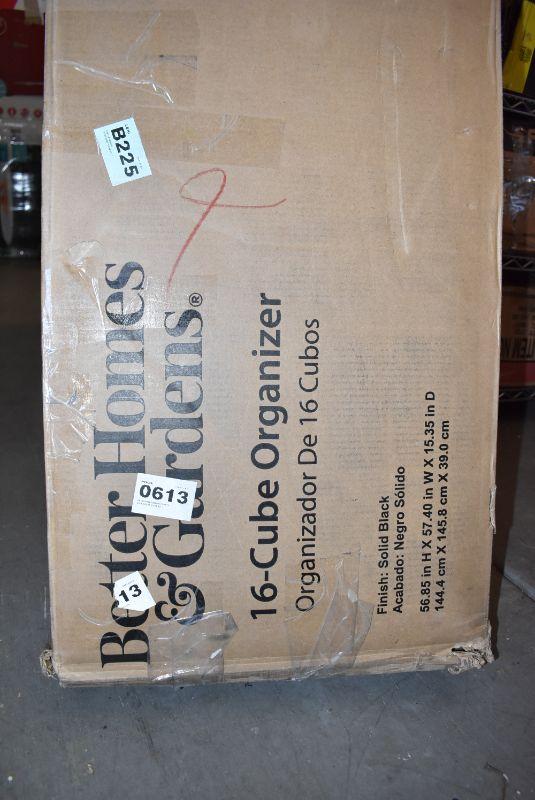 Better Homes
& Gardens®
16-Cube Organizer
Organizador De 16 Cubos
Finish: Solid Black
Acabado: Negro Sólido
56.85 in H X 57.40 in W X 15.35 in D
144.4 cm X 145.8 cm X 39.0 cm
B225
0613
13